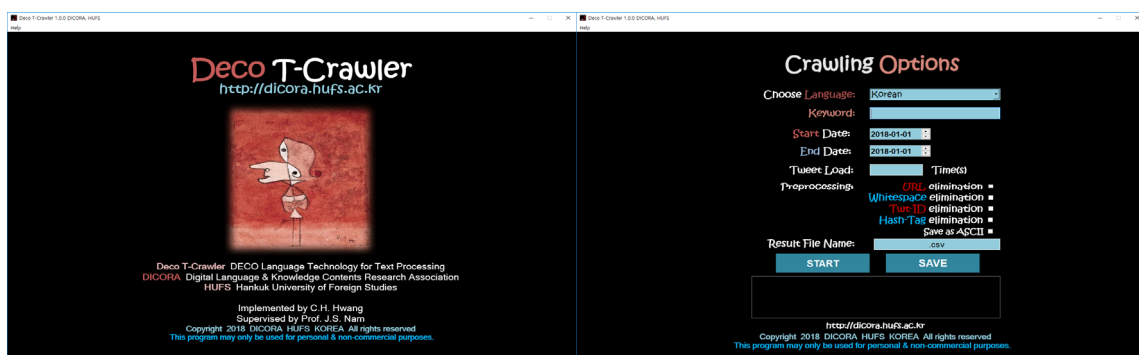 Deco T-Crawler 1.0.0 DICORA, HUFS
Help
Deco T-Crawler
http://dicora.hufs.ac.kr
Deco T-Crawler DECO Language Technology for Text Processing
DICORA Digital Language & Knowledge Contents Research Association
HUFS Hankuk University of Foreign Studies
Implemented by C.H. Hwang
Supervised by Prof. J.S. Nam
Copyright 2018 DICORA HUFS KOREA All rights reserved
This program may only be used for personal & non-commercial purposes.
Deco T-Crawler 1.0.0 DICORA, HUFS
Help
Crawling Options
Choose Language: Korean
Keyword:
Start Date: 2018-01-01
End Date: 2018-01-01
Tweet Load: Time(s)
Preprocessing: URL elimination
Whitespace elimination
Twt-ID elimination
Hash-Tag elimination
Save as ASCII
Result File Name: .csv
START SAVE
http://dicora.hufs.ac.kr
Copyright 2018 DICORA HUFS KOREA All rights reserved
This program may only be used for personal & non-commercial purposes.